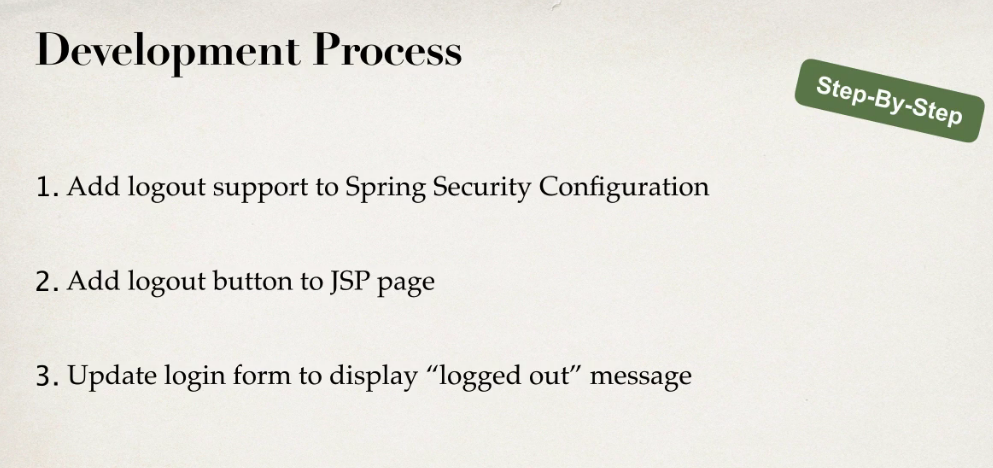 Development Process
Step-By-Step
1. Add logout support to Spring Security Configuration
2. Add logout button to JSP page
3. Update login form to display “logged out” message